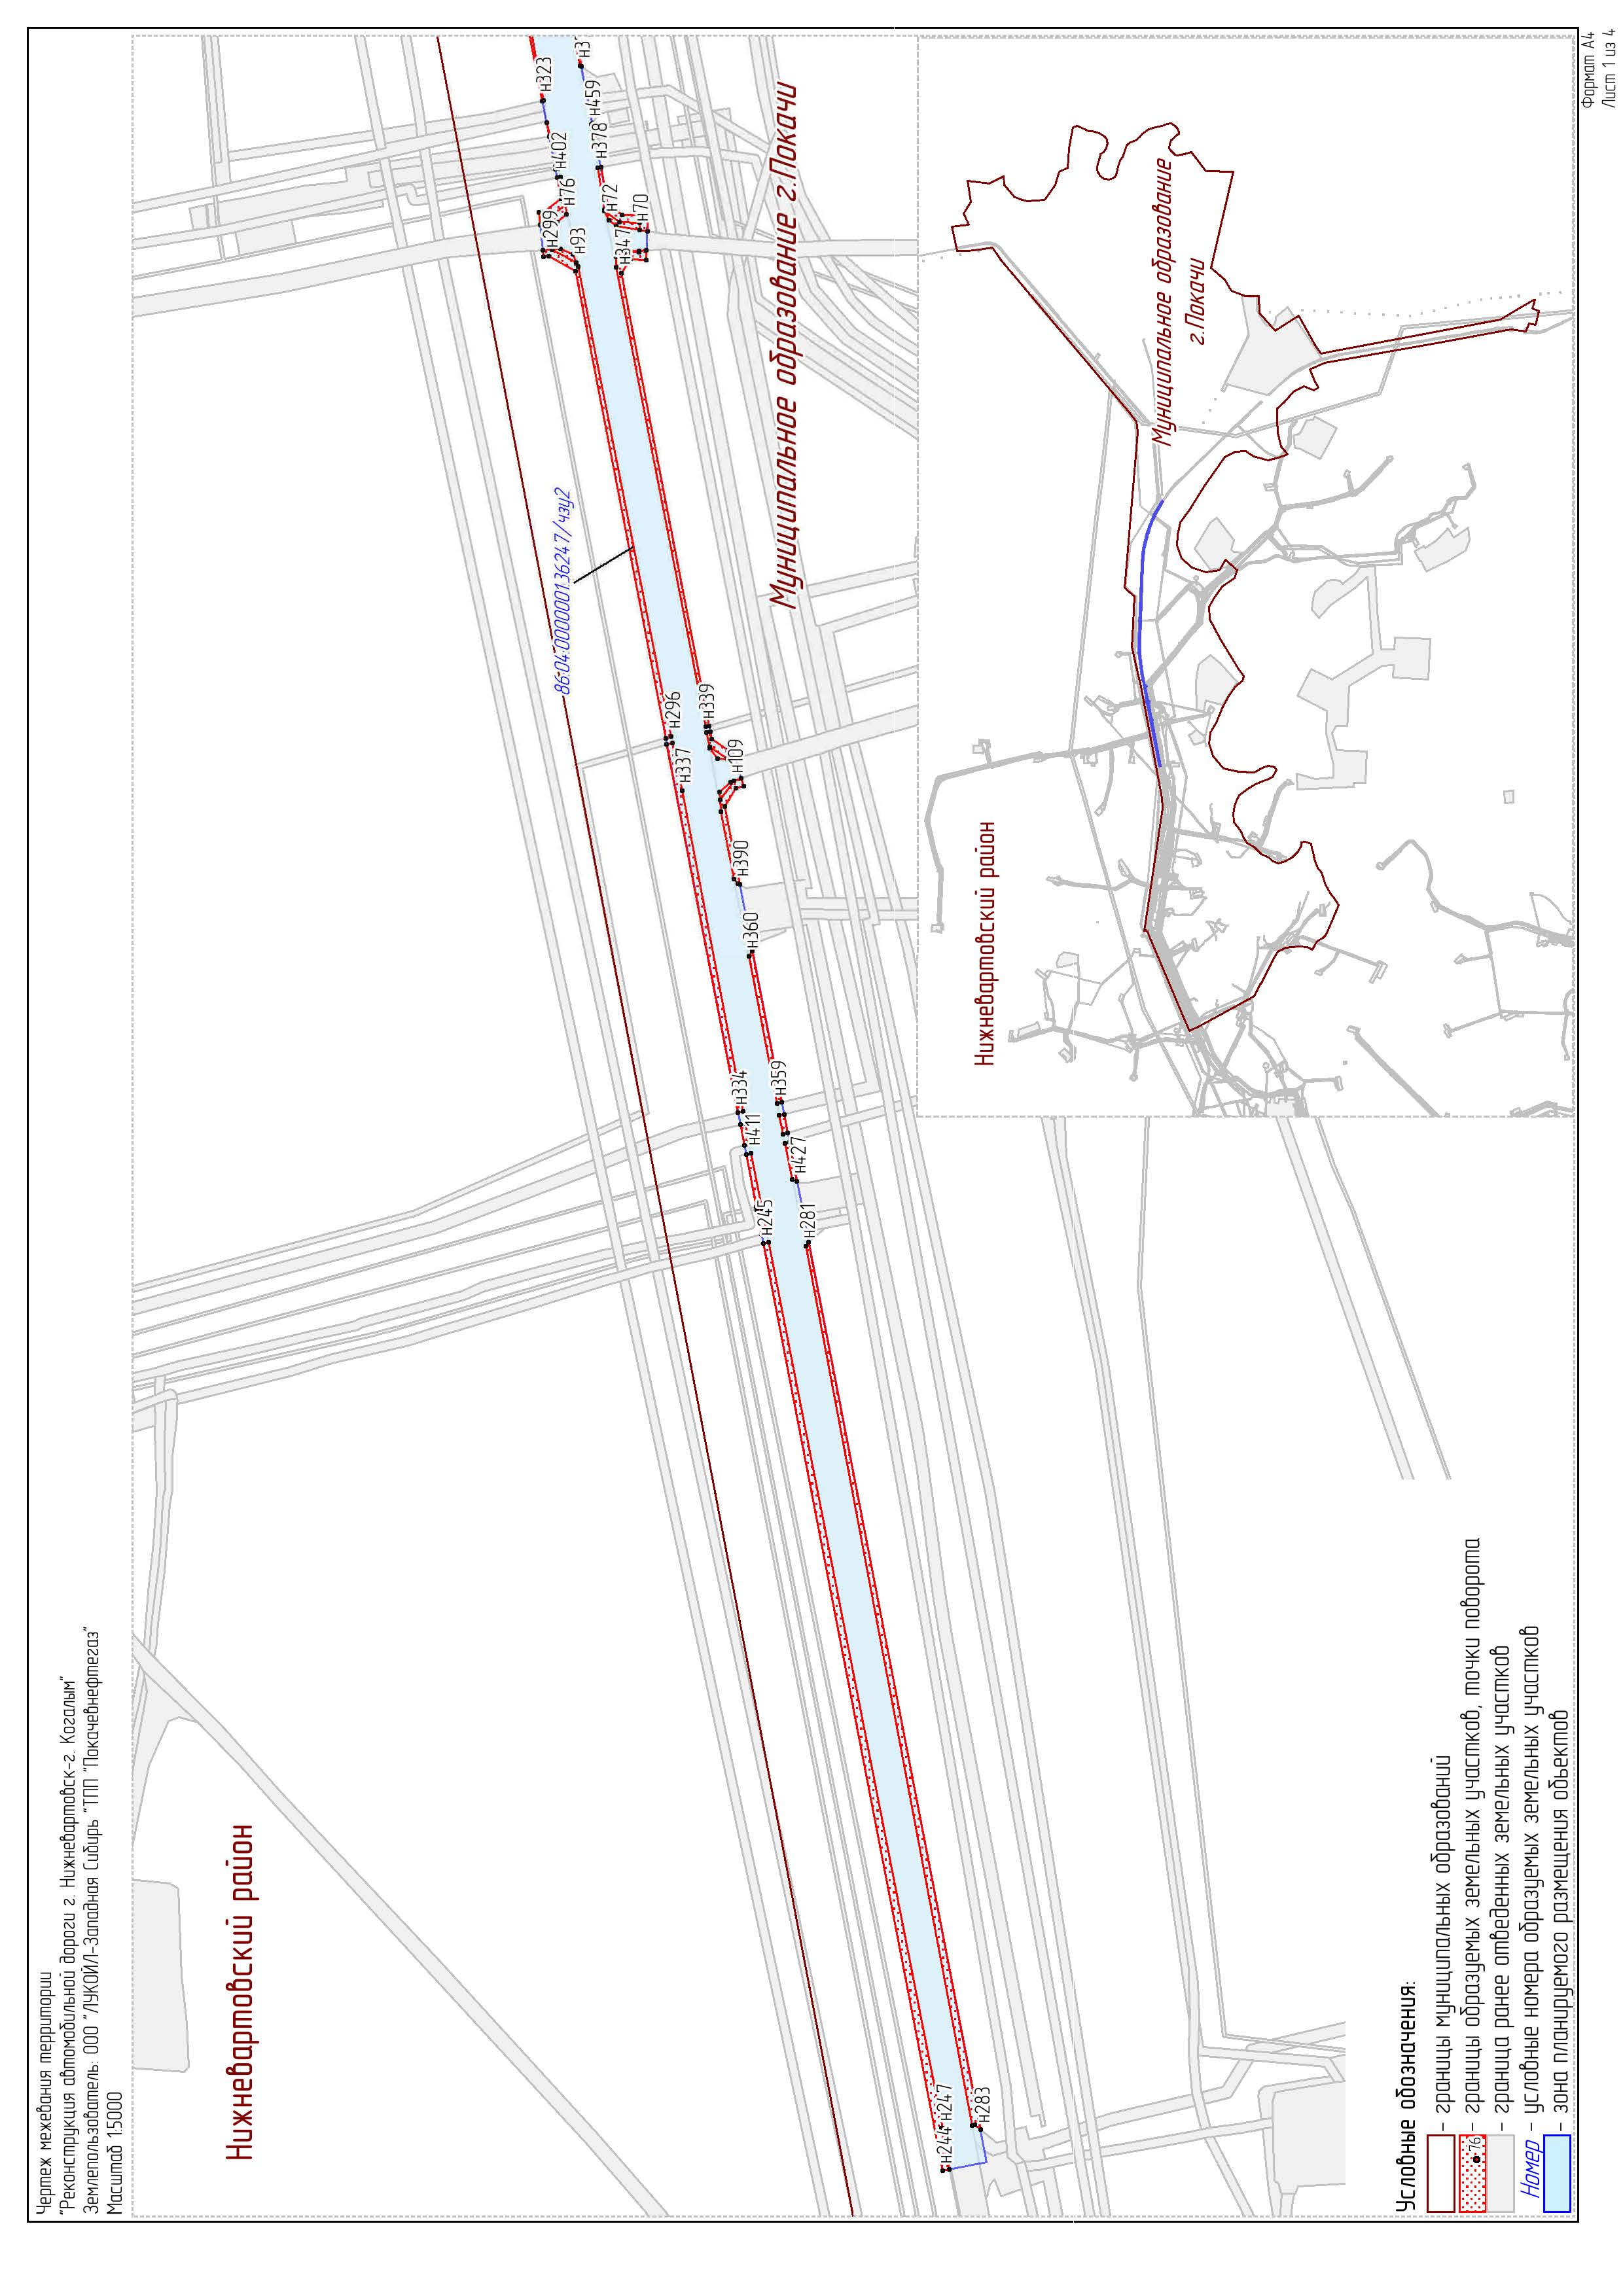 Чертеж межевания территории
"Реконструкция автомобильной дороги г. Нижневартовск-г. Когалым"
Землепользователь: ООО "ЛУКОЙЛ-Западная Сибирь "ТПП "Покачевнефтегаз"
Масштаб 1:5000
Нижневартовский район
86:04:0000001:36247/чзу2
Муниципальное образование г.Покачи
н244
н247
н283
н245
н281
н411
н427
н334
н359
н360
н390
н337
н109
н296
н339
н93
н299
н347
н76
н72
н70
н402
н378
н323
н459
н3
Нижневартовский район
Муниципальное образование
г.Покачи
Условные обозначения:
– границы муниципальных образований
76 – границы образуемых земельных участков, точки поворота
– граница ранее отведенных земельных участков
Номер – условные номера образуемых земельных участков
– зона планируемого размещения объектов
Формат А4
Лист 1 из 4